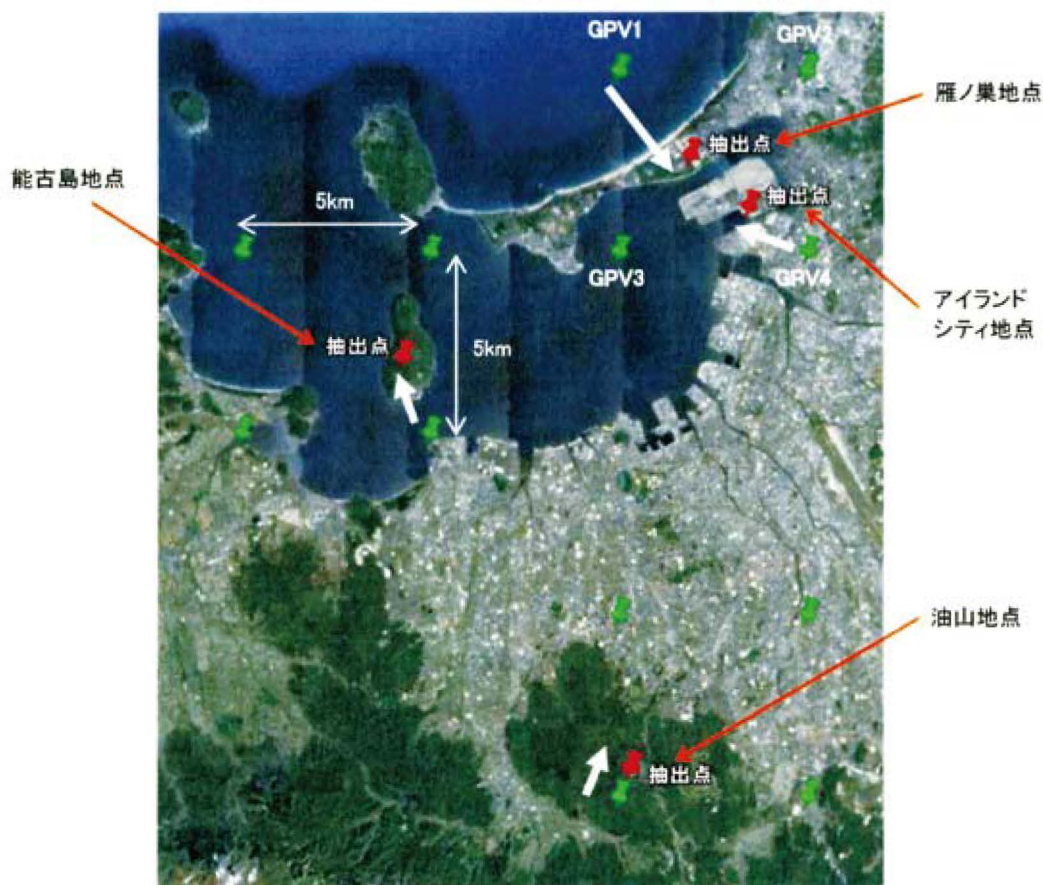 GPV1
GPV2
雁ノ巣地点
抽出点
能古島地点
5km
抽出点
GPV3
GPV4
アイランド
シティ地点
抽出点
5km
油山地点
抽出点